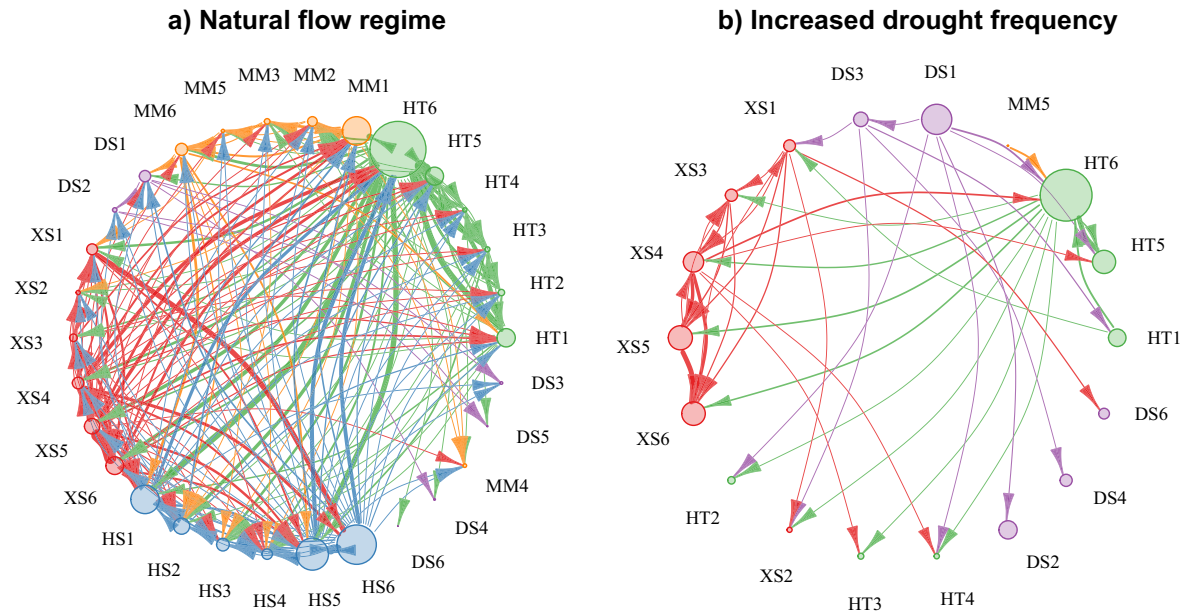 a) Natural flow regime
b) Increased drought frequency
MM3
MM2
MM5
MM1
MM6
HT6
DS1
HT5
DS2
HT4
XS1
HT3
XS2
HT2
XS3
HT1
XS4
DS3
XS5
DS5
XS6
MM4
HS1
DS4
HS2
DS6
HS3
HS6
HS4
HS5
DS3
DS1
XS1
MM5
XS3
HT6
XS4
HT5
XS5
HT1
XS6
DS6
HT2
DS4
XS2
DS2
HT3
HT4